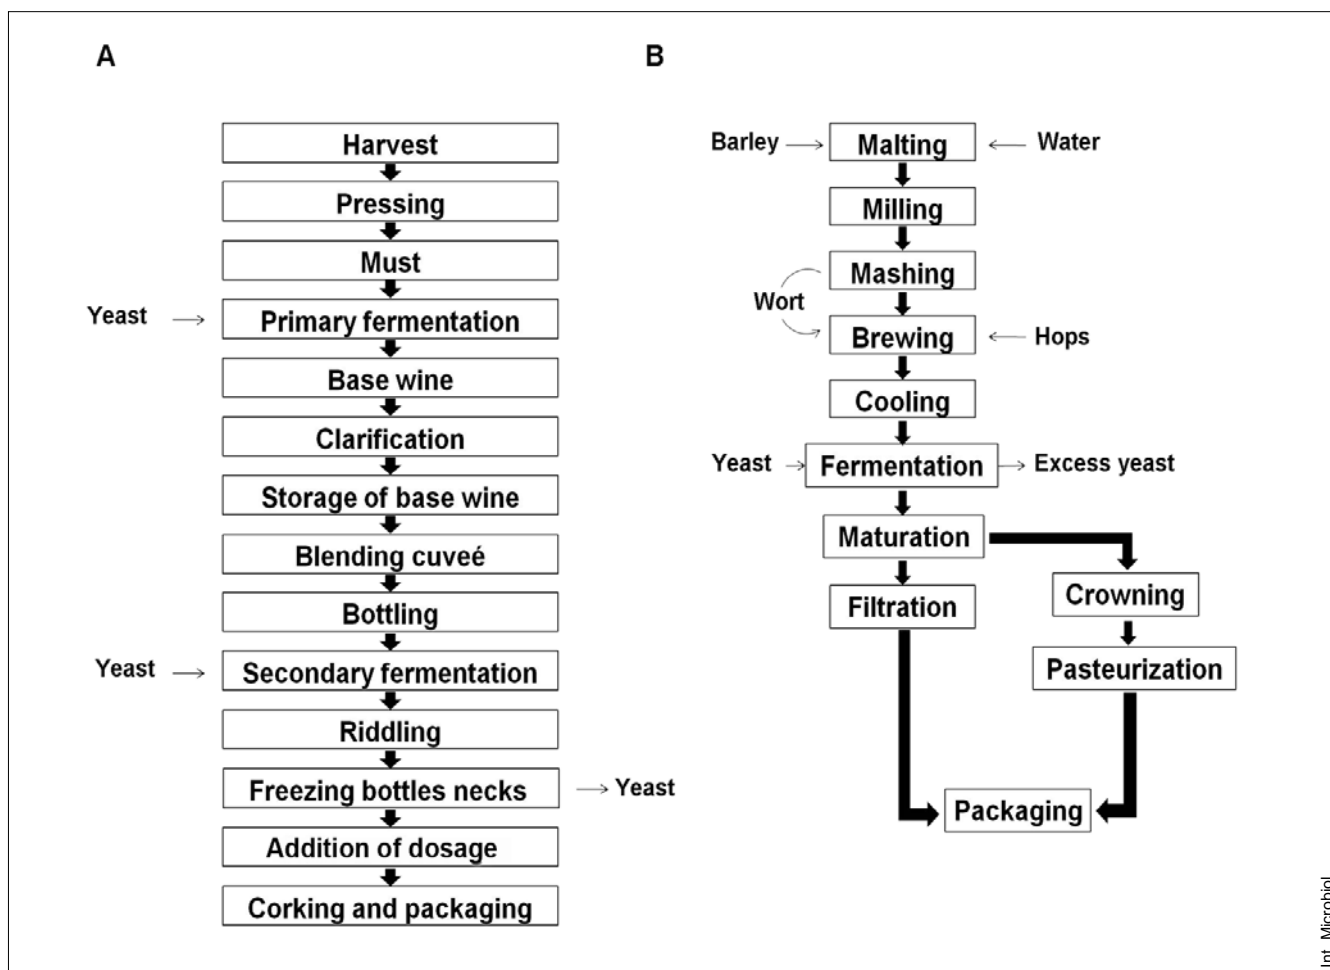 A
Harvest
Pressing
Must
Yeast
Primary fermentation
Base wine
Clarification
Storage of base wine
Blending cuveé
Bottling
Yeast
Secondary fermentation
Riddling
Freezing bottles necks
Yeast
Addition of dosage
Corking and packaging
B
Barley
Malting
Water
Milling
Mashing
Wort
Brewing
Hops
Cooling
Yeast
Fermentation
Excess yeast
Maturation
Filtration
Crowning
Pasteurization
Packaging
Int. Microbiol